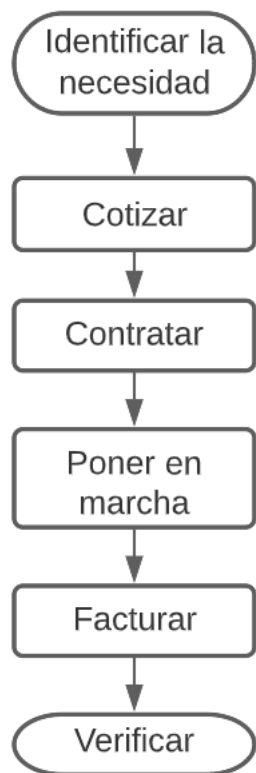 Identificar la
necesidad
Cotizar
Contratar
Poner en
marcha
Facturar
Verificar